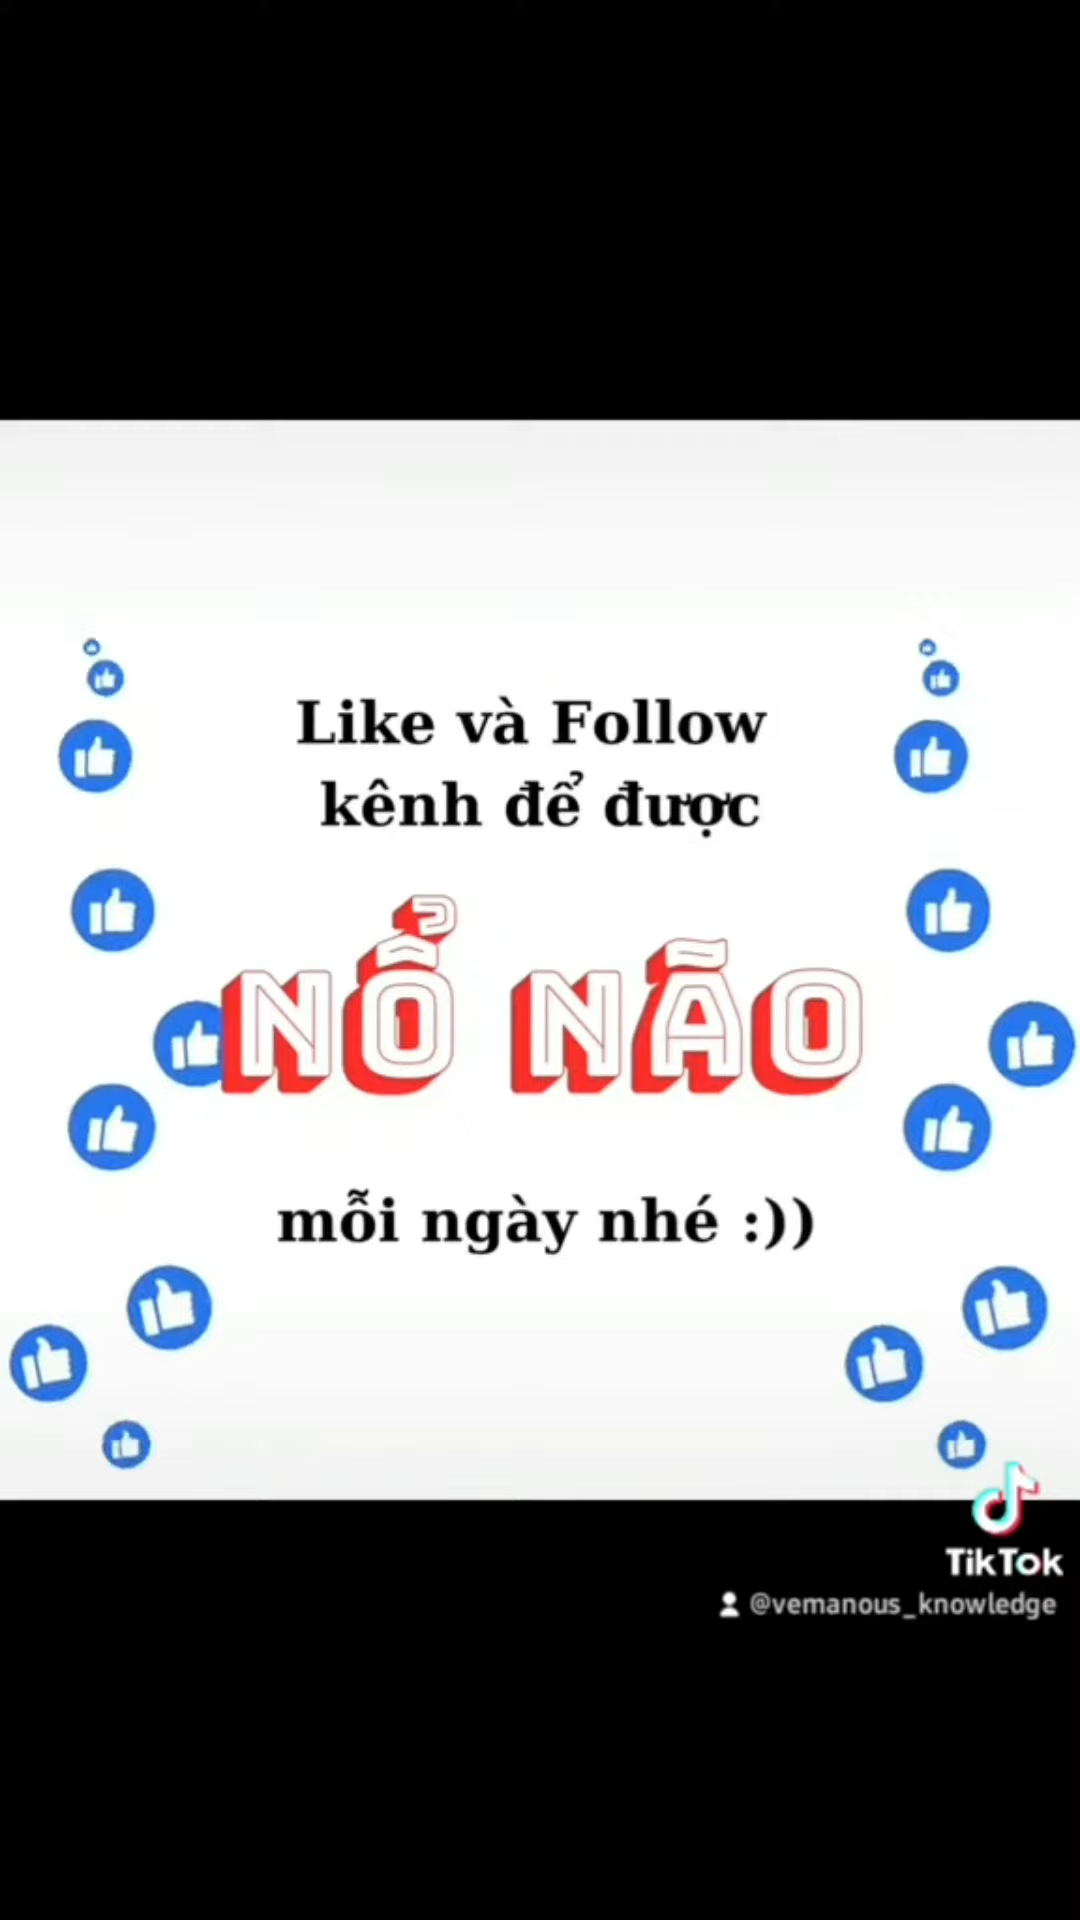 Like và Follow
kênh để được
NỔ NÃO
mỗi ngày nhé :))
TikTok
@vemanous_knowledge